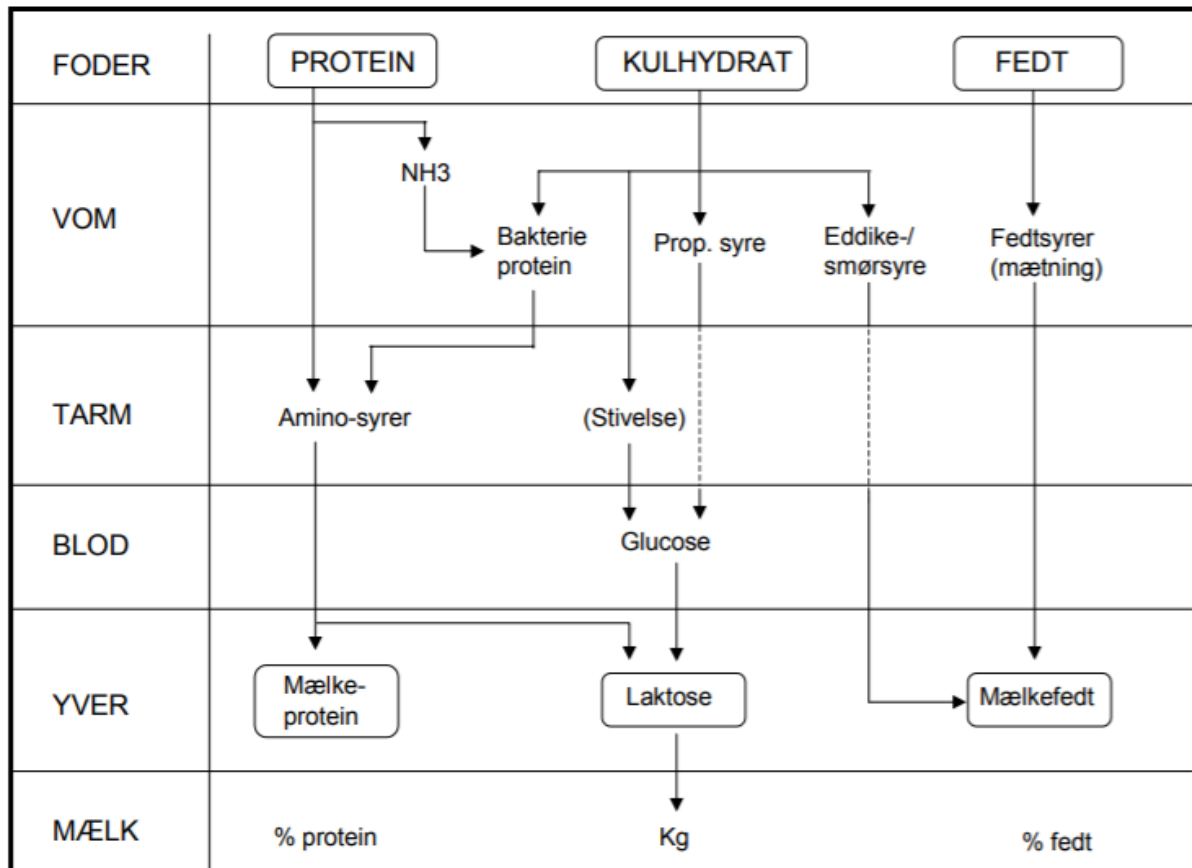 FODER
PROTEIN
KULHYDRAT
FEDT
VOM
NH3
Bakterie
protein
Prop. syre
Eddike-/
smørsyre
Fedtsyrer
(mætning)
TARM
Amino-syrer
(Stivelse)
BLOD
Glucose
YVER
Mælke-
protein
Laktose
Mælkefedt
MÆLK
% protein
Kg
% fedt